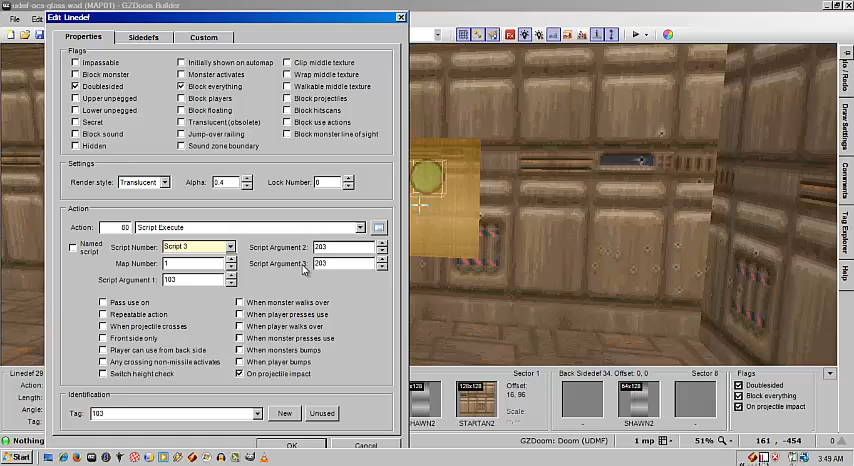 udmf-acs-glass.wad (MAP01) - GZDoom Builder
File
Edit Linedef
Properties Sidedefs Custom
Flags
Impassable Initially shown on automap Clip middle texture
Block monster Monster activates Wrap middle texture
Doublesided Block everything Walkable middle texture
Upper unpegged Block players Block projectiles
Lower unpegged Block floating Block hitscans
Secret Translucent (obsolete) Block use actions
Block sound Jump-over railing Block monster line of sight
Hidden Sound zone boundary
Settings
Render style: Translucent Alpha: 0.4 Lock Number: 0
Action
Action: 80 Script Execute
Named script Script Number: Script 3 Script Argument 2: 203
Map Number: 1 Script Argument 3: 203
Script Argument 1: 103
Pass use on When monster walks over
Repeatable action When player presses use
When projectile crosses When player walks over
Front side only When monster presses use
Player can use from back side When monsters bumps
Any crossing non-missile activates When player bumps
Switch height check On projectile impact
Identification
Tag: 103 New Unused
OK Cancel
Undo / Redo
Draw Settings
Comments
Tag Explorer
Linedef 29
Action:
Length:
Angle:
Tag:
Sector 1 Back Sidedef 34. Offset: 0, 0 Sector 8 Flags
128x128 Offset: 64x128 Doublesided
16, 96 Block everything
Scale: On projectile impact
SHAWN2 STARTAN2 - SHAWN2 -
Nothing GZDoom: Doom (UDMF) 1 mp 51% 161 , -454 0
Start 3:49 AM